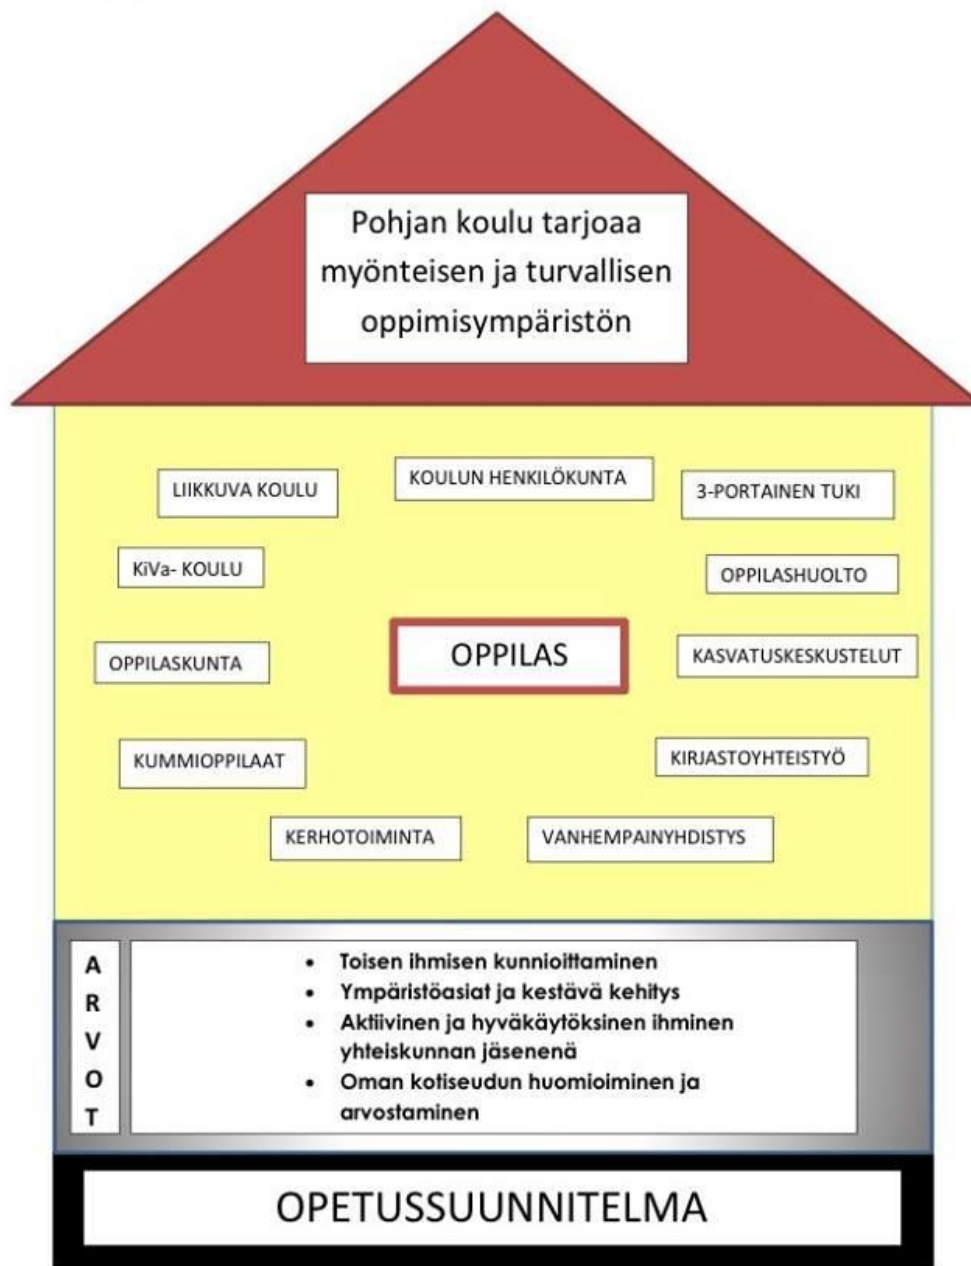 Pohjan koulu tarjoaa
myönteisen ja turvallisen
oppimisympäristön
LIIKKUVA KOULU
KOULUN HENKILÖKUNTA
3-PORTAINEN TUKI
KiVa- KOULU
OPPILASHUOLTO
OPPILASKUNTA
OPPILAS
KASVATUSKESKUSTELUT
KUMMIOPPILAAT
KIRJASTOYHTEISTYÖ
KERHOTOIMINTA
VANHEMPAINYHDISTYS
A
R
V
O
T
• Toisen ihmisen kunnioittaminen
• Ympäristöasiat ja kestävä kehitys
• Aktiivinen ja hyväkäytöksinen ihminen
yhteiskunnan jäsenenä
• Oman kotiseudun huomioiminen ja
arvostaminen
OPETUSSUUNNITELMA